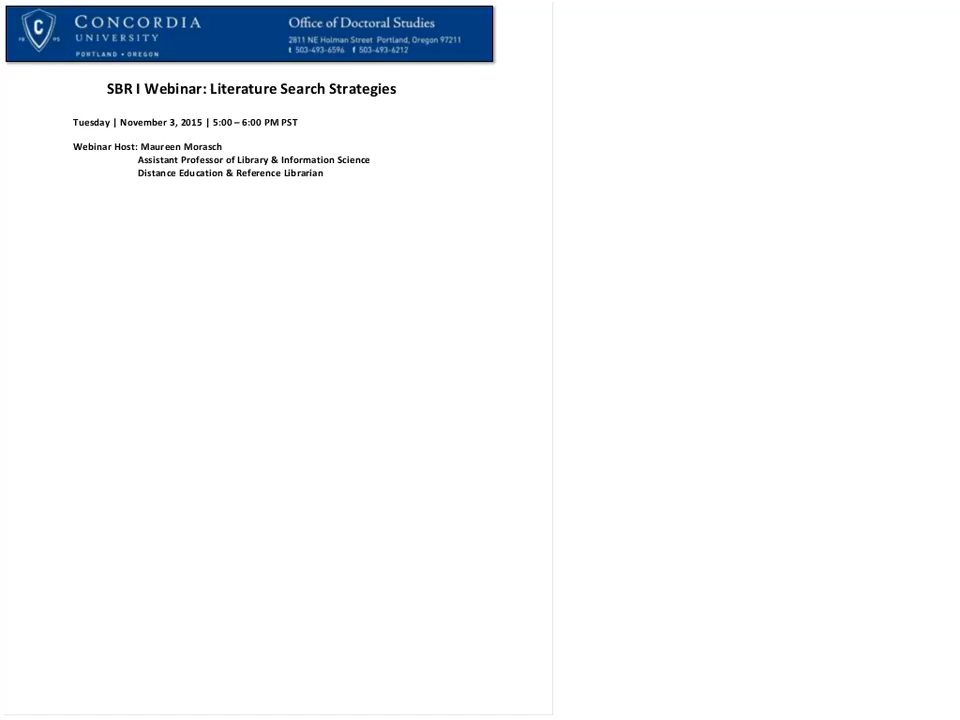 CONCORDIA
UNIVERSITY
PORTLAND • OREGON
Office of Doctoral Studies
2811 NE Holman Street Portland, Oregon 97211
t 503-493-6596 f 503-493-6212
SBR I Webinar: Literature Search Strategies
Tuesday | November 3, 2015 | 5:00 – 6:00 PM PST
Webinar Host: Maureen Morasch
Assistant Professor of Library & Information Science
Distance Education & Reference Librarian